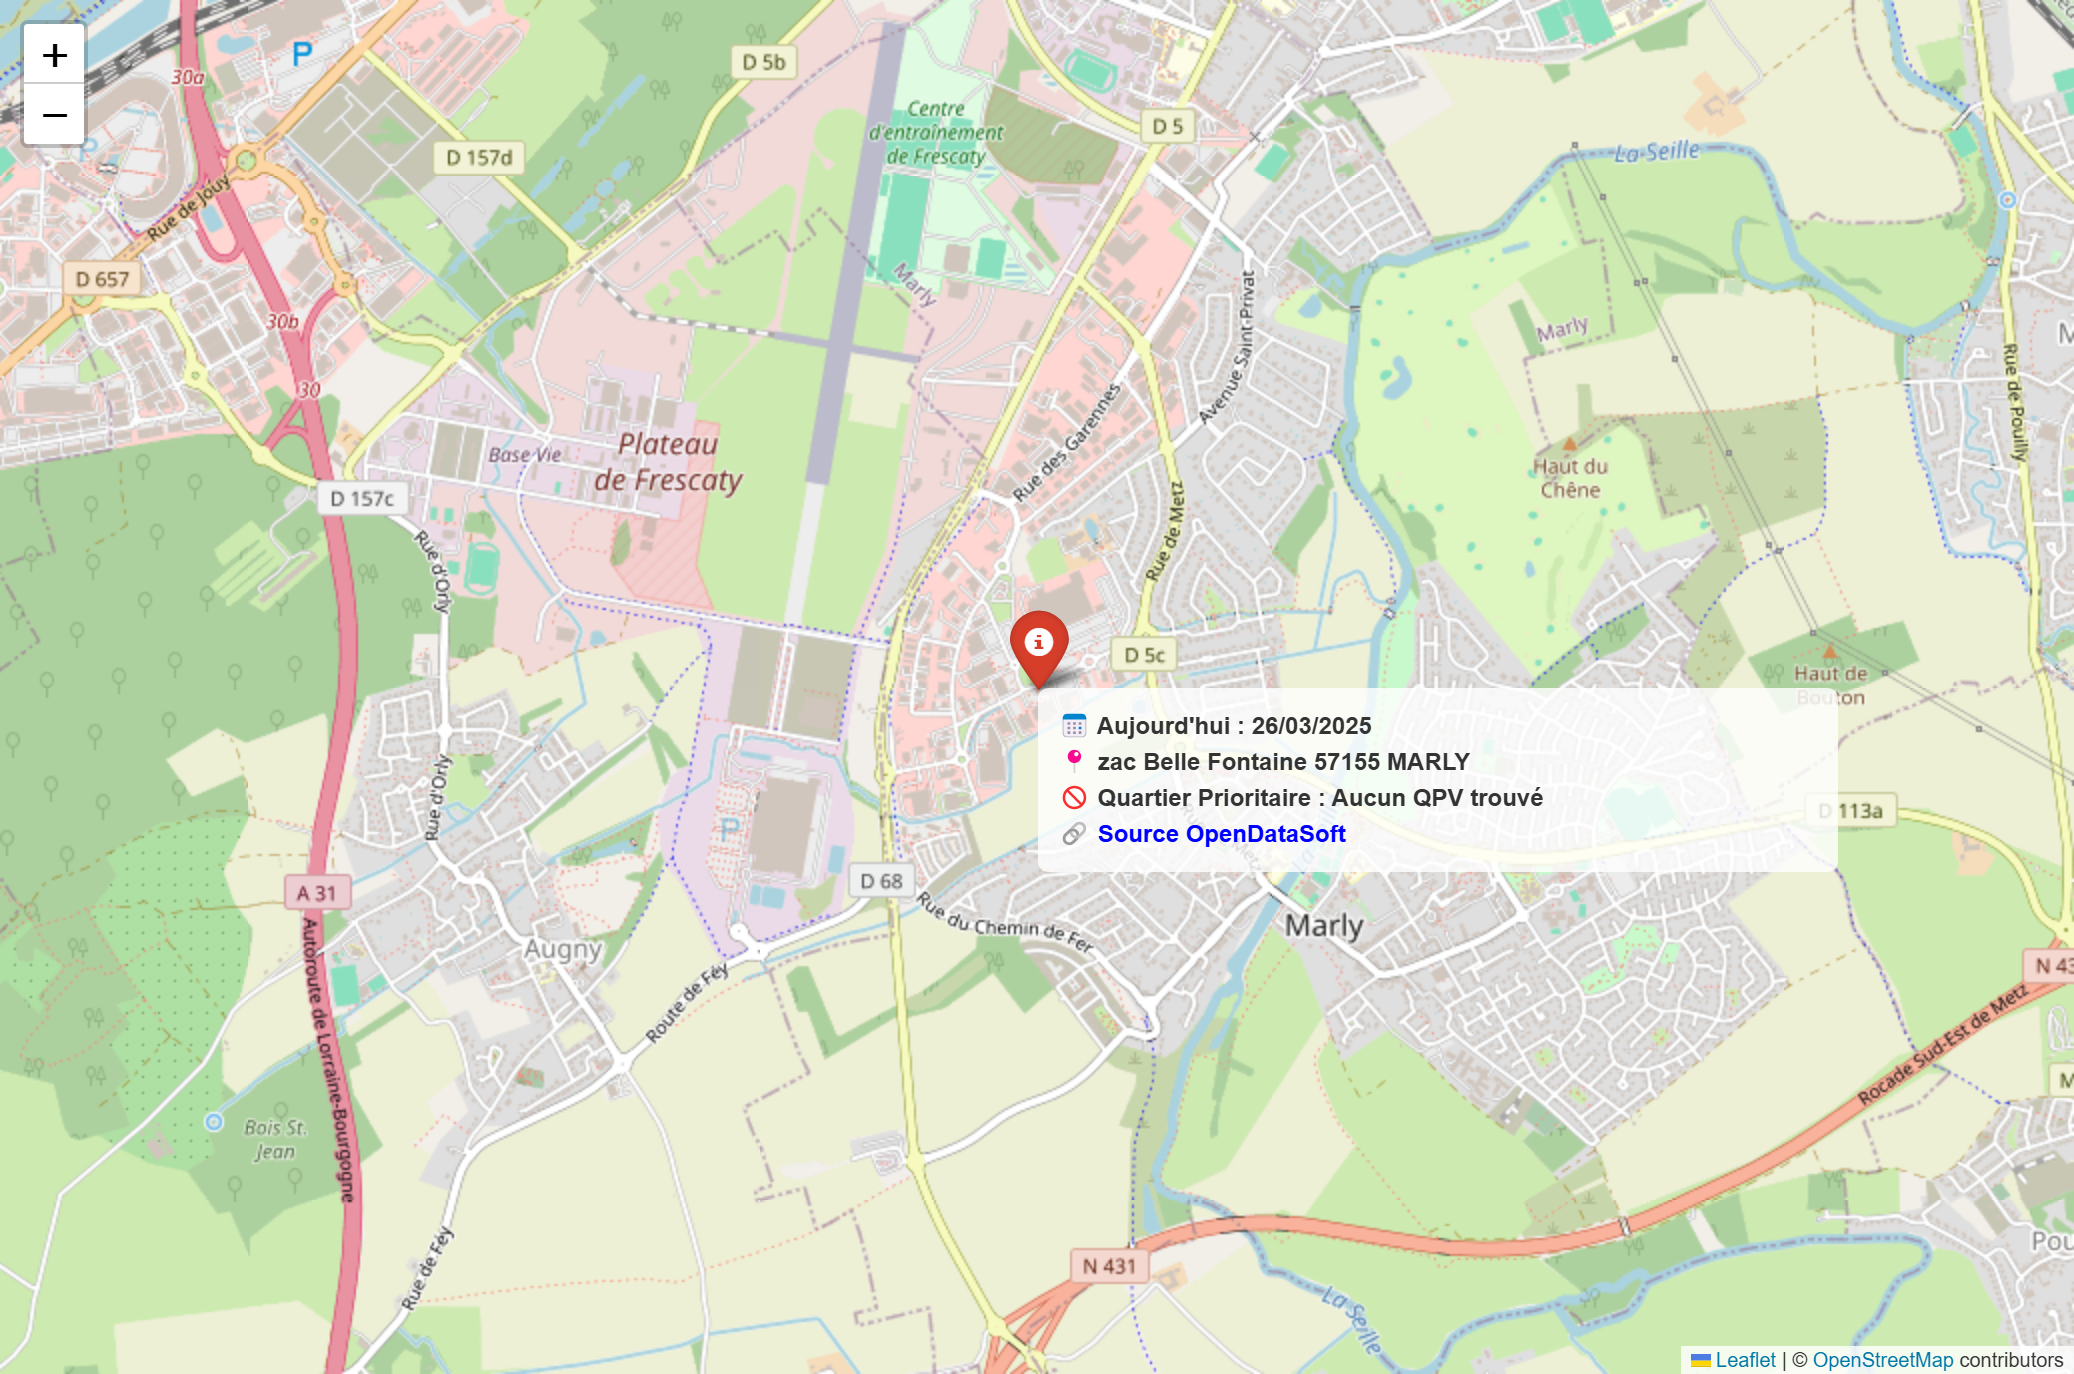 +
−
30a
P
P
D 5b
D 157d
Centre
d'entraînement
de Frescaty
D 5
La Seille
Rue de Jouy
D 657
Marly
30b
30
Avenue Saint-Privat
Marly
M
Rue de Pouilly
Plateau
de Frescaty
Base Vie
Rue des Garennes
Haut du
Chêne
D 157c
Rue de Metz
Rue d'Orly
D 5c
Haut de
Bouton
Aujourd'hui : 26/03/2025
zac Belle Fontaine 57155 MARLY
Quartier Prioritaire : Aucun QPV trouvé
Source OpenDataSoft
Rue d'Orly
P
D 113a
D 68
A 31
Rue du Chemin de Fer
Marly
Augny
Autoroute de Lorraine-Bourgogne
Route de Féy
N 43
Rocade Sud-Est de Metz
M
Bois St.
Jean
Rue de Féy
N 431
Pou
La Seille
Leaflet | © OpenStreetMap contributors